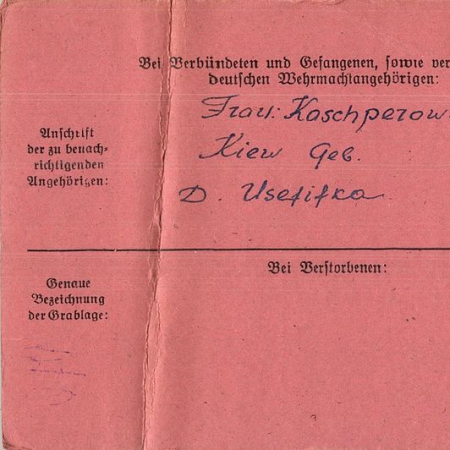 Bei Verbündeten und Gefangenen, sowie ver
deutschen Wehrmachtangehörigen:
Anschrift
der zu benach-
richtigenden
Angehörigen:
Frau: Koschperow
Kiew Geb.
D. Usefifka
Bei Verstorbenen:
Genaue
Bezeichnung
der Grablage: